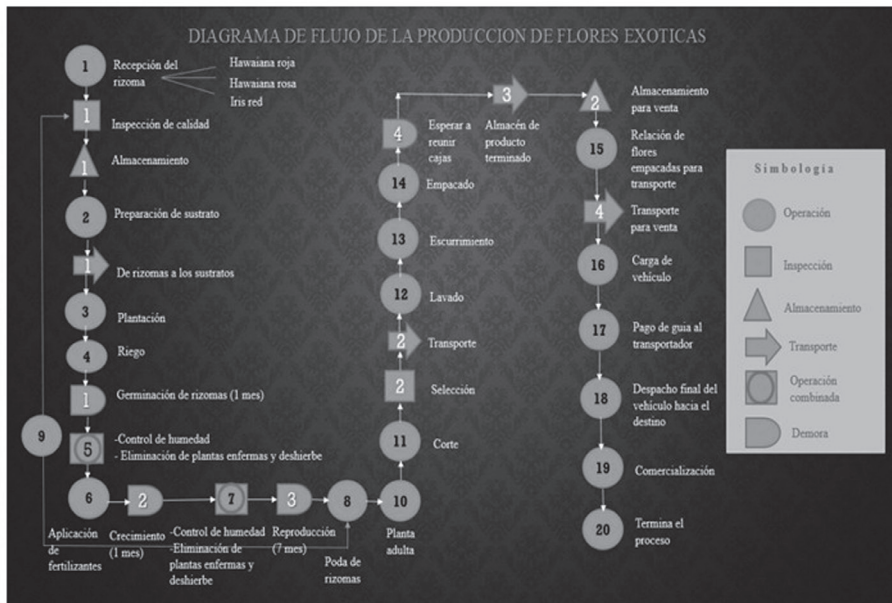 DIAGRAMA DE FLUJO DE LA PRODUCCION DE FLORES EXOTICAS
1
Recepción del
rizoma
Hawaiana roja
Hawaiana rosa
Iris red
1
Inspección de calidad
1
Almacenamiento
2
Preparación de sustrato
1
De rizomas a los sustratos
3
Plantación
4
Riego
1
Germinación de rizomas (1 mes)
9
5
-Control de humedad
- Eliminación de plantas enfermas y deshierbe
6
Aplicación
de
fertilizantes
2
Crecimiento
(1 mes)
7
-Control de humedad
-Eliminación de
plantas enfermas y
deshierbe
3
Reproducción
(7 mes)
8
Poda de
rizomas
10
Planta
adulta
11
Corte
2
Selección
2
Transporte
12
Lavado
13
Escurrimiento
14
Empacado
4
Esperar a
reunir
cajas
3
Almacén de
producto
terminado
2
Almacenamiento
para venta
15
Relación de
flores
empacadas para
transporte
4
Transporte
para venta
16
Carga de
vehículo
17
Pago de guia al
transportador
18
Despacho final del
vehículo hacia el
destino
19
Comercialización
20
Termina el
proceso
Simbología
Operación
Inspección
Almacenamiento
Transporte
Operación
combinada
Demora